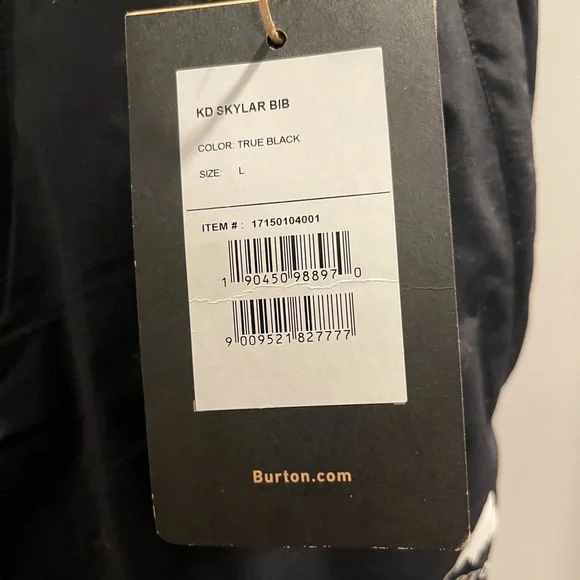 KD SKYLAR BIB
COLOR: TRUE BLACK
SIZE: L
ITEM # : 17150104001
1 90450 98897 0
9 009521 827777
Burton.com